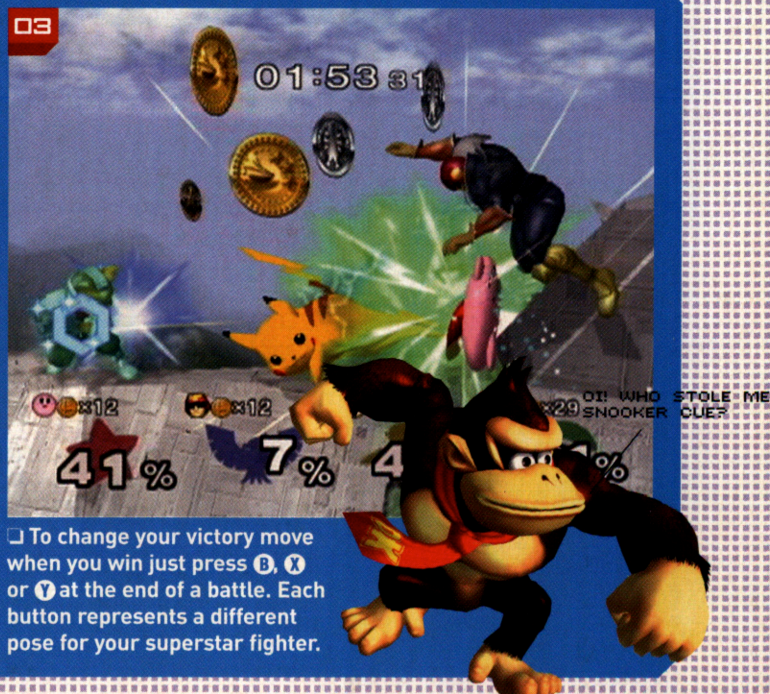 03
01:53 31
×12
×12
×29
41%
7%
4
%
OI! WHO STOLE ME
SNOOKER CUE?
❏ To change your victory move
when you win just press B, X
or Y at the end of a battle. Each
button represents a different
pose for your superstar fighter.